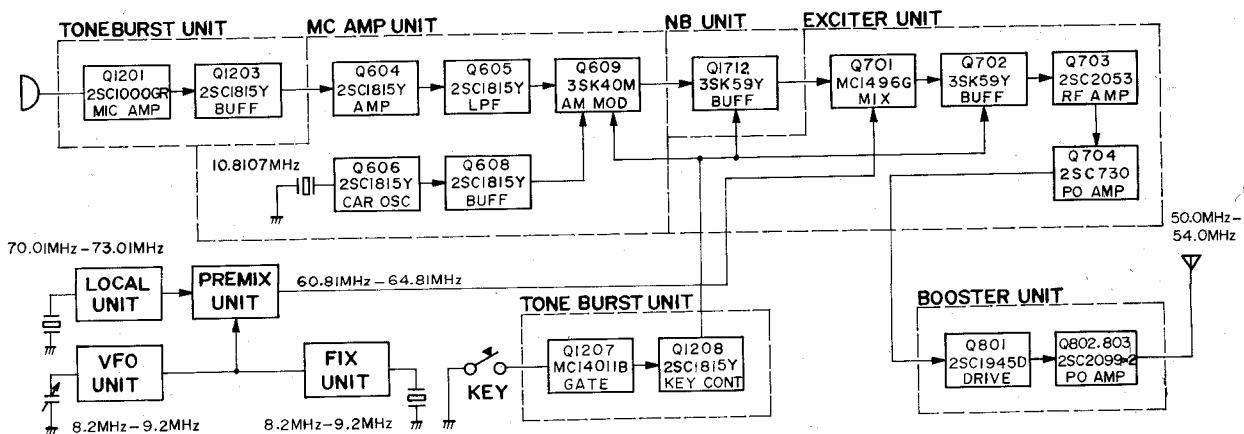 TONEBURST UNIT
MC AMP UNIT
NB UNIT
EXCITER UNIT
Q1201
2SC1000GR
MIC AMP
Q1203
2SC1815Y
BUFF
Q604
2SC1815Y
AMP
Q605
2SC1815Y
LPF
Q609
3SK40M
AM MOD
Q1712
3SK59Y
BUFF
Q701
MC1496G
MIX
Q702
3SK59Y
BUFF
Q703
2SC2053
RF AMP
Q704
2SC730
PO AMP
10.8107MHz
Q606
2SC1815Y
CAR OSC
Q608
2SC1815Y
BUFF
50.0MHz-
54.0MHz
70.01MHz-73.01MHz
LOCAL
UNIT
PREMIX
UNIT
60.81MHz-64.81MHz
VFO
UNIT
FIX
UNIT
8.2MHz-9.2MHz
8.2MHz-9.2MHz
KEY
TONE BURST UNIT
Q1207
MC14011B
GATE
Q1208
2SC1815Y
KEY CONT
BOOSTER UNIT
Q801
2SC1945D
DRIVE
Q802.803
2SC2099×2
PO AMP